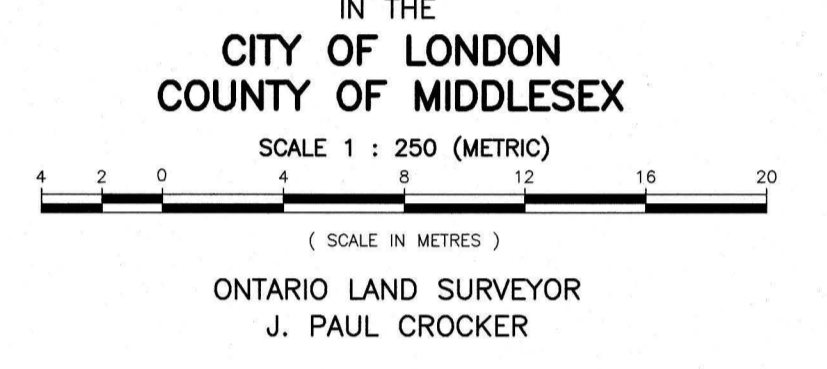 IN THE
CITY OF LONDON
COUNTY OF MIDDLESEX
SCALE 1 : 250 (METRIC)
4 2 0 4 8 12 16 20
( SCALE IN METRES )
ONTARIO LAND SURVEYOR
J. PAUL CROCKER